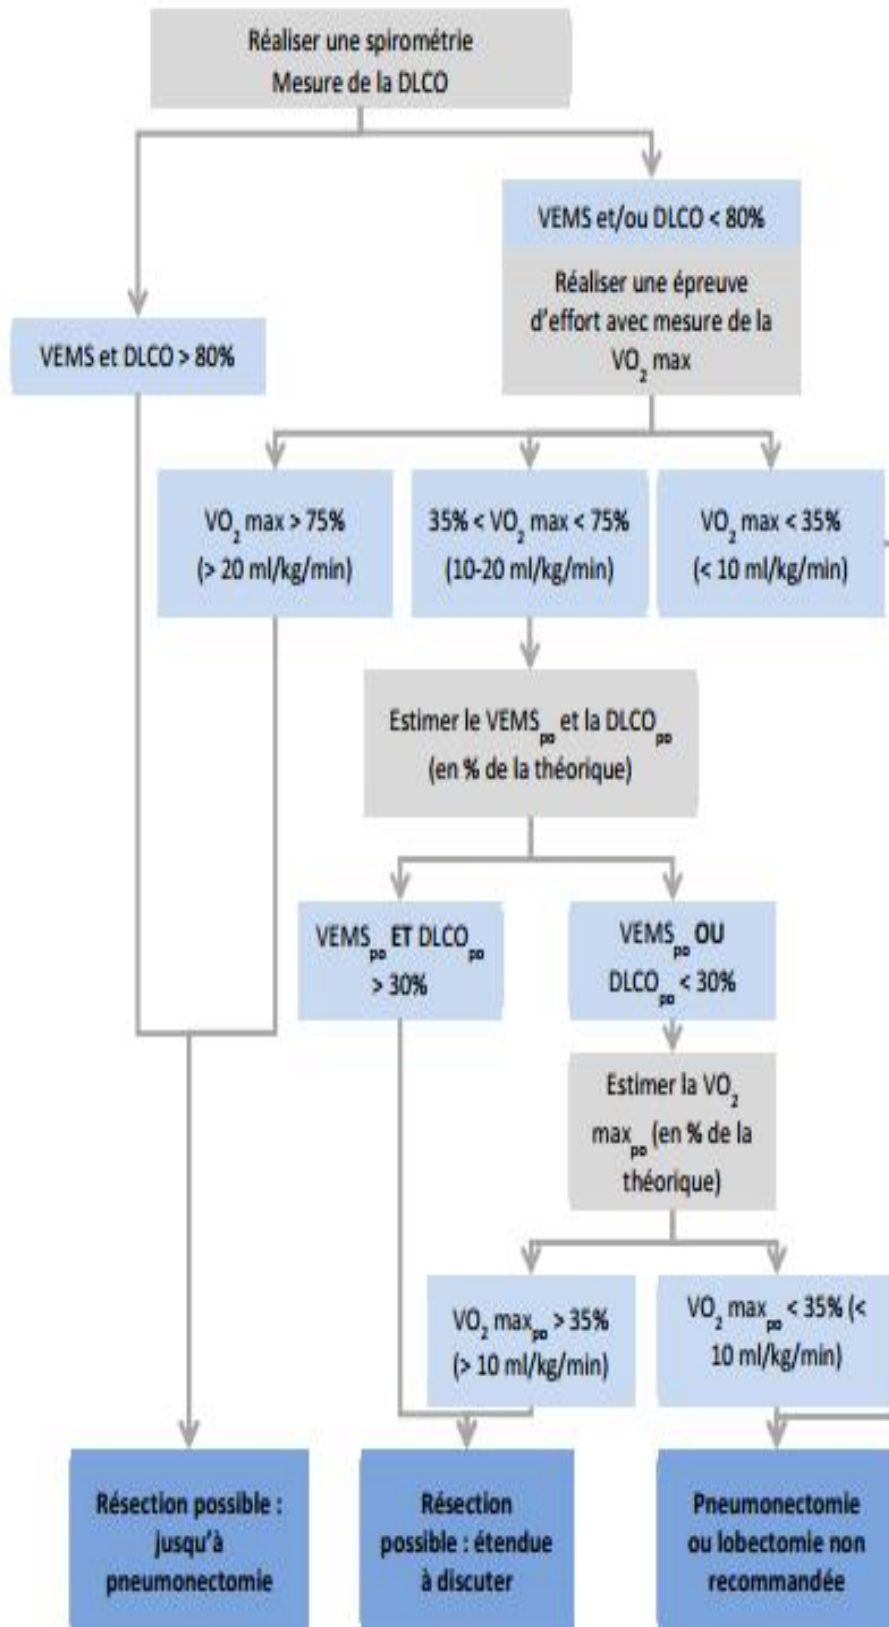 Réaliser une spirométrie
Mesure de la DLCO
VEMS et/ou DLCO < 80%
Réaliser une épreuve
d'effort avec mesure de la
VO2 max
VEMS et DLCO > 80%
VO2 max > 75%
(> 20 ml/kg/min)
35% < VO2 max < 75%
(10-20 ml/kg/min)
VO2 max < 35%
(< 10 ml/kg/min)
Estimer le VEMSpo et la DLCOpo
(en % de la théorique)
VEMSpo ET DLCOpo
> 30%
VEMSpo OU
DLCOpo < 30%
Estimer la VO2
maxpo (en % de la
théorique)
VO2 maxpo > 35%
(> 10 ml/kg/min)
VO2 maxpo < 35% (<
10 ml/kg/min)
Résection possible :
jusqu'à
pneumonectomie
Résection
possible : étendue
à discuter
Pneumonectomie
ou lobectomie non
recommandée